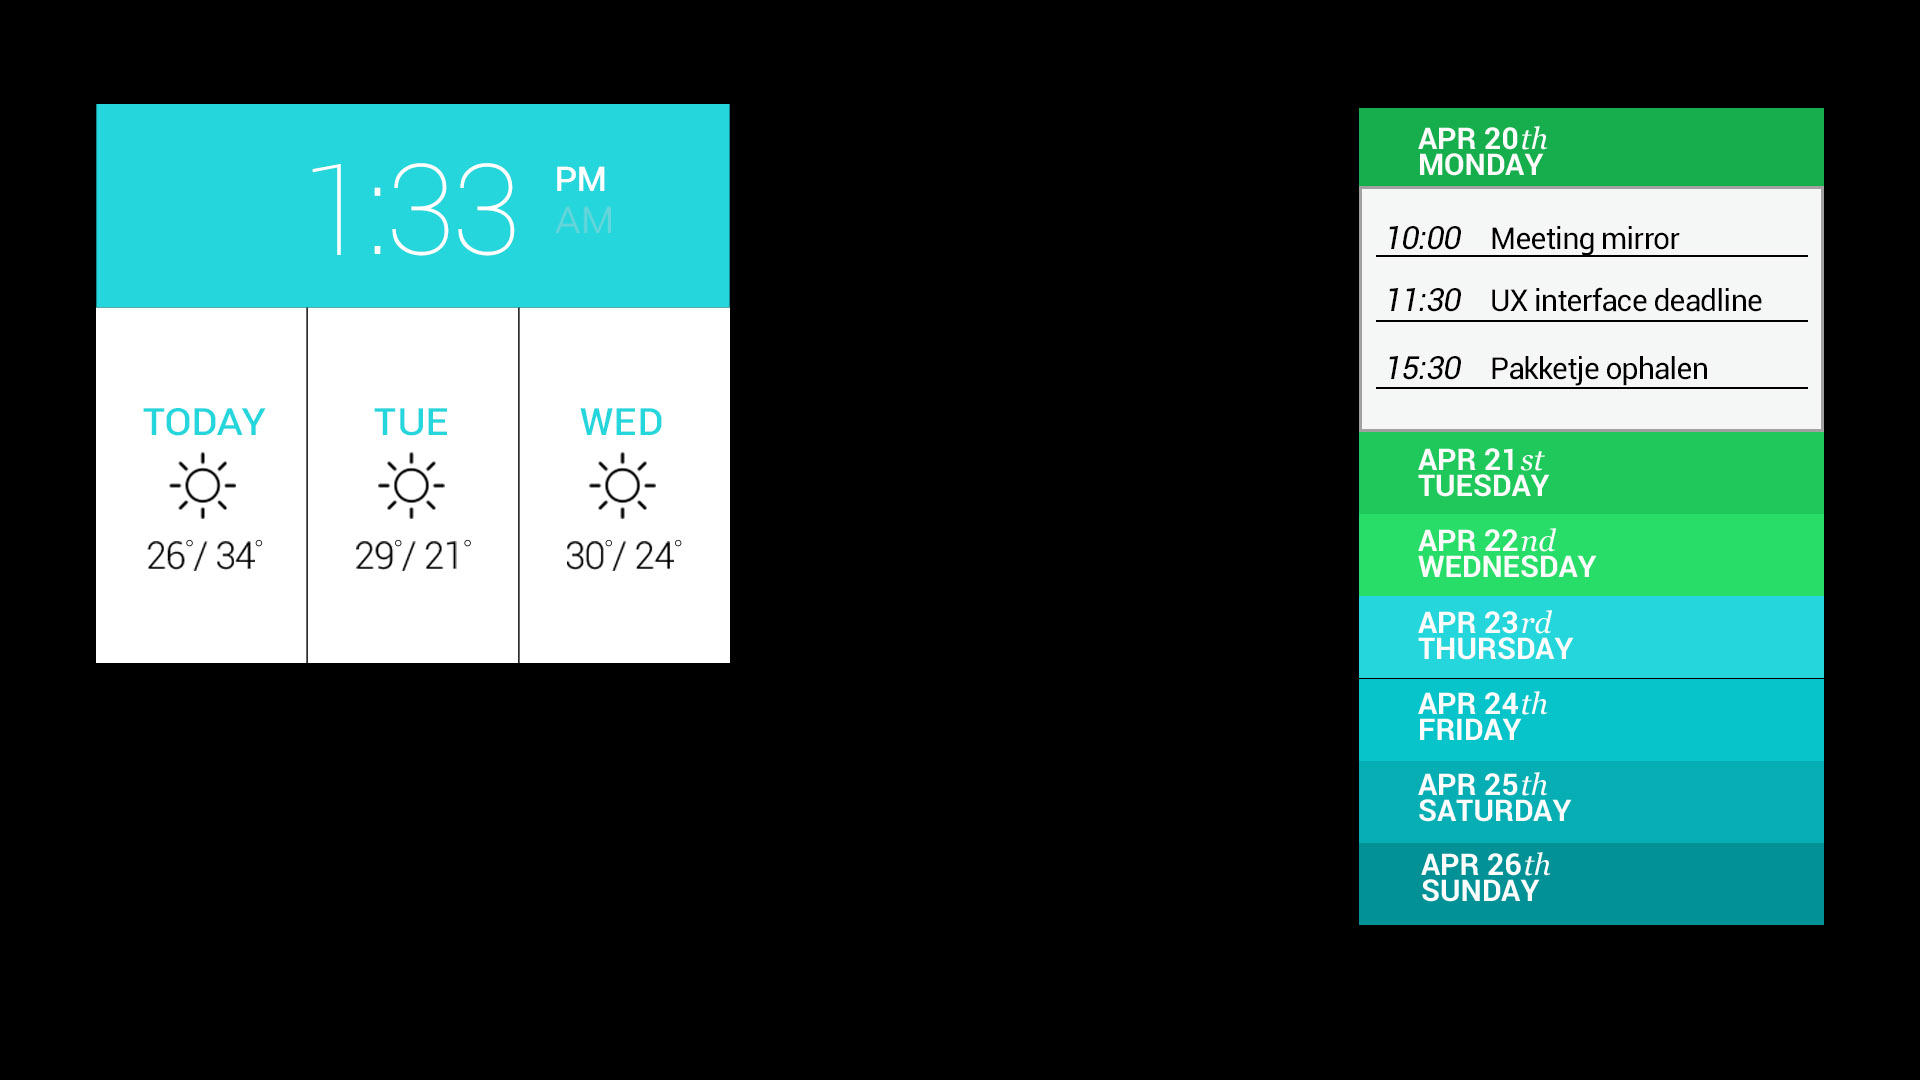 1:33 PM
AM
TODAY
26°/ 34°
TUE
29°/ 21°
WED
30°/ 24°
APR 20th
MONDAY
10:00 Meeting mirror
11:30 UX interface deadline
15:30 Pakketje ophalen
APR 21st
TUESDAY
APR 22nd
WEDNESDAY
APR 23rd
THURSDAY
APR 24th
FRIDAY
APR 25th
SATURDAY
APR 26th
SUNDAY